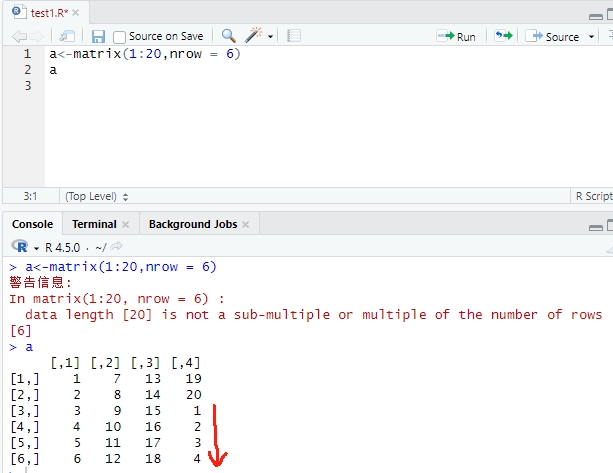 test1.R*
Source on Save
Run
Source
1 a<-matrix(1:20,nrow = 6)
2 a
3
3:1 (Top Level) R Script
Console Terminal Background Jobs
R 4.5.0 · ~/
> a<-matrix(1:20,nrow = 6)
警告信息:
In matrix(1:20, nrow = 6) :
data length [20] is not a sub-multiple or multiple of the number of rows
[6]
> a
[,1] [,2] [,3] [,4]
[1,] 1 7 13 19
[2,] 2 8 14 20
[3,] 3 9 15 1
[4,] 4 10 16 2
[5,] 5 11 17 3
[6,] 6 12 18 4